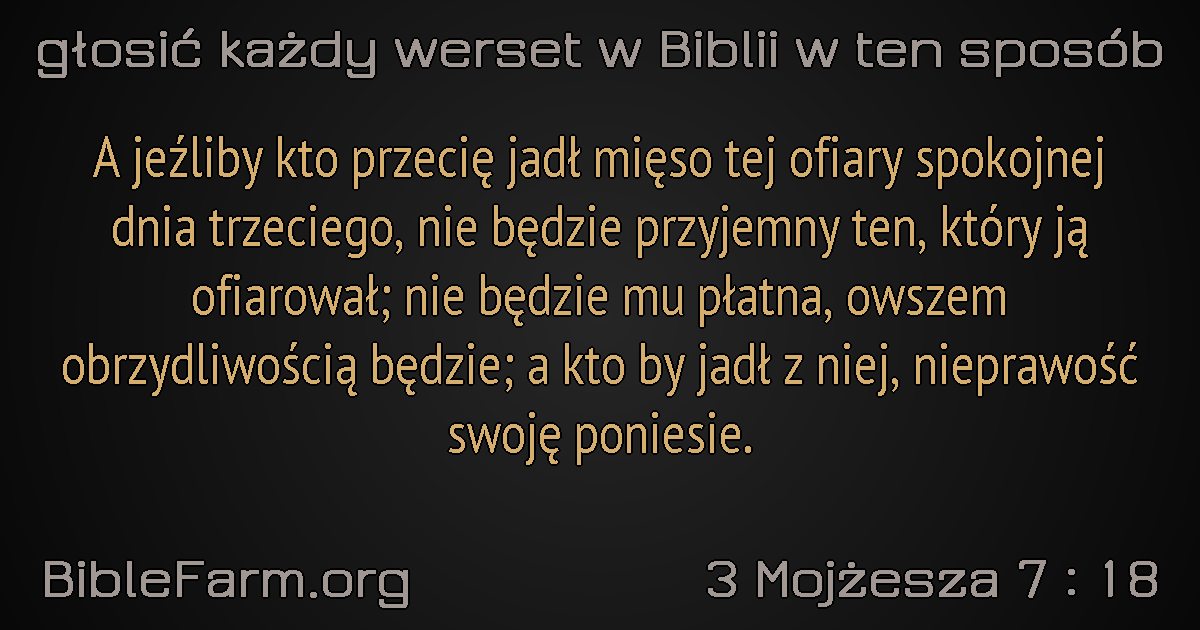 głosić każdy werset w Biblii w ten sposób
A jeźliby kto przecię jadł mięso tej ofiary spokojnej
dnia trzeciego, nie będzie przyjemny ten, który ją
ofiarował; nie będzie mu płatna, owszem
obrzydliwością będzie; a kto by jadł z niej, nieprawość
swoję poniesie.
BibleFarm.org
3 Mojżesza 7 : 18